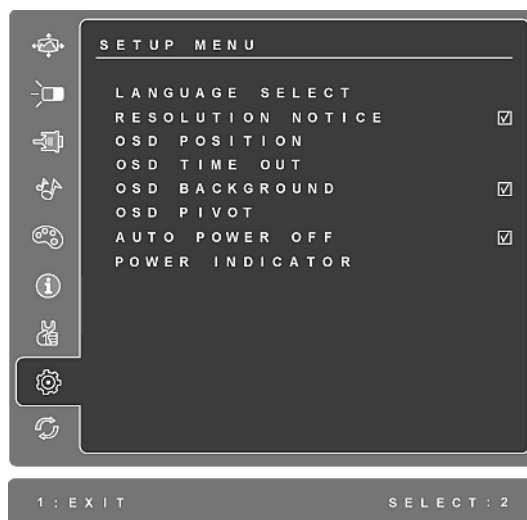 SETUP MENU
LANGUAGE SELECT
RESOLUTION NOTICE
OSD POSITION
OSD TIME OUT
OSD BACKGROUND
OSD PIVOT
AUTO POWER OFF
POWER INDICATOR
1:EXIT SELECT:2